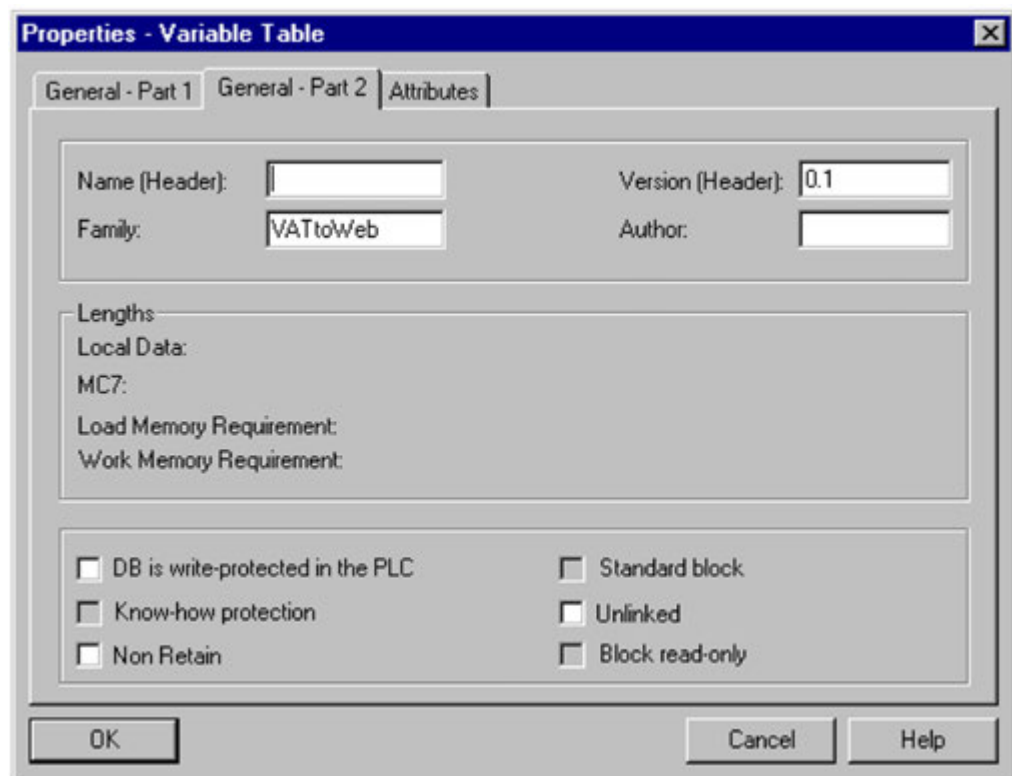 Properties - Variable Table
General - Part 1 General - Part 2 Attributes
Name (Header): Version (Header): 0.1
Family: VATtoWeb Author:
Lengths
Local Data:
MC7:
Load Memory Requirement:
Work Memory Requirement:
DB is write-protected in the PLC Standard block
Know-how protection Unlinked
Non Retain Block read-only
OK Cancel Help